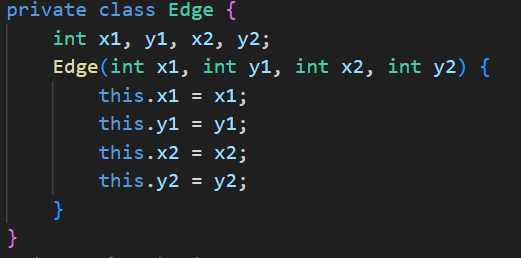 private class Edge {
    int x1, y1, x2, y2;
    Edge(int x1, int y1, int x2, int y2) {
        this.x1 = x1;
        this.y1 = y1;
        this.x2 = x2;
        this.y2 = y2;
    }
}